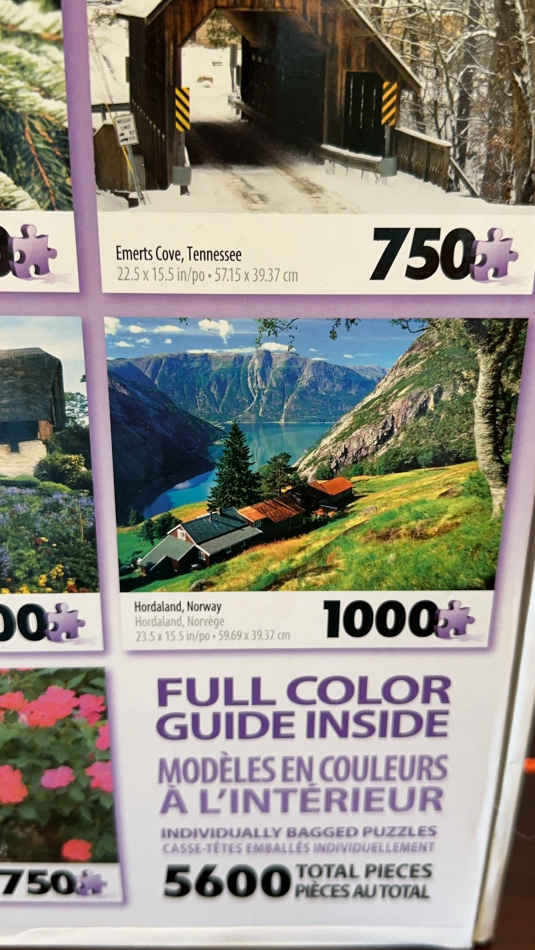 Emerts Cove, Tennessee
22.5 x 15.5 in/po • 57.15 x 39.37 cm
750
Hordaland, Norway
Hordaland, Norvège
23.5 x 15.5 in/po • 59.69 x 39.37 cm
1000
00
750
FULL COLOR
GUIDE INSIDE
MODÈLES EN COULEURS
À L'INTÉRIEUR
INDIVIDUALLY BAGGED PUZZLES
CASSE-TÊTES EMBALLÉS INDIVIDUELLEMENT
5600 TOTAL PIECES
PIÈCES AU TOTAL